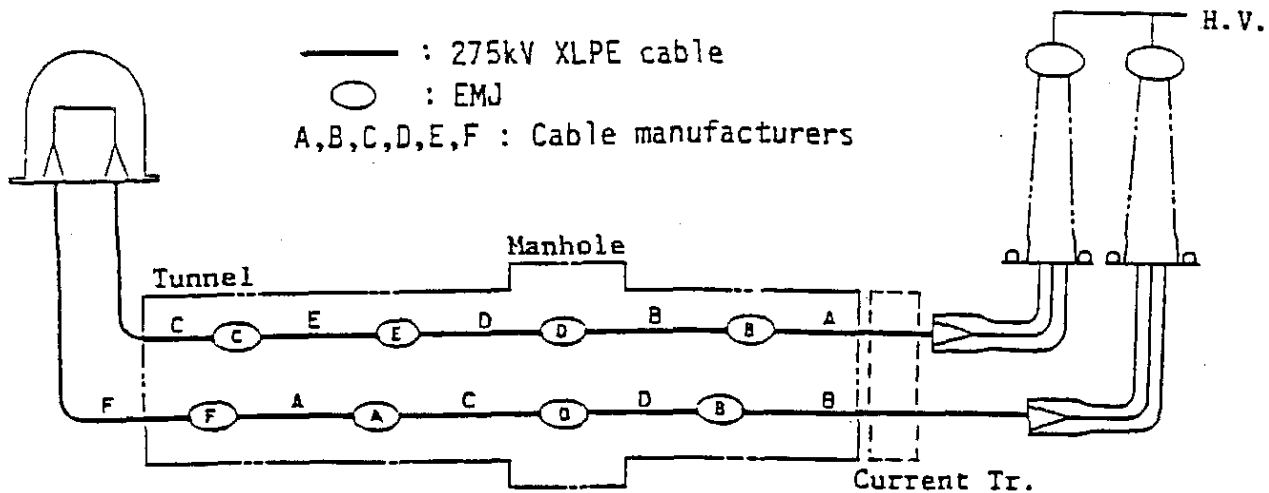 H.V.
: 275kV XLPE cable
: EMJ
A,B,C,D,E,F : Cable manufacturers
Manhole
Tunnel
C C E E D D B B A
F F A A C O D B B
Current Tr.